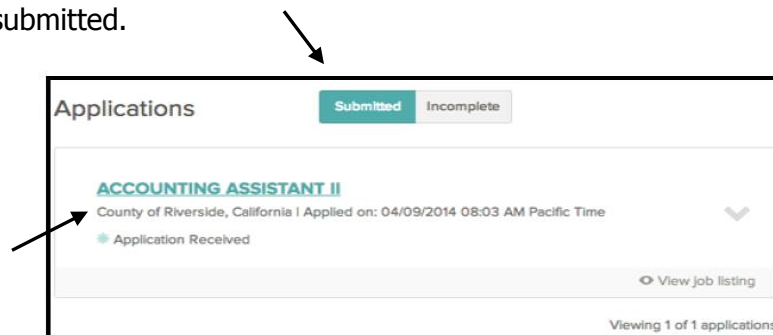 submitted.
Applications
Submitted Incomplete
ACCOUNTING ASSISTANT II
County of Riverside, California | Applied on: 04/09/2014 08:03 AM Pacific Time
Application Received
View job listing
Viewing 1 of 1 applications